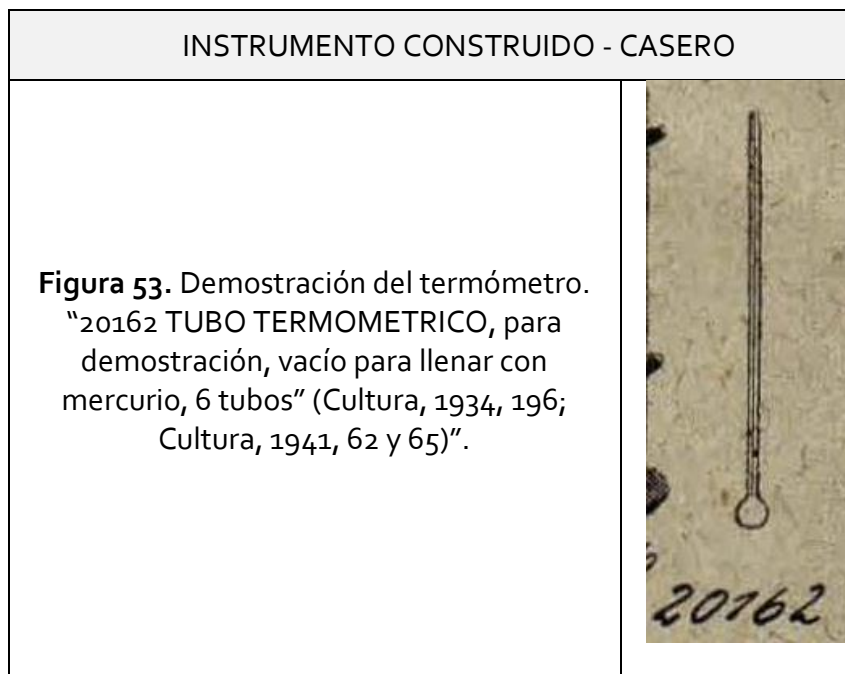 INSTRUMENTO CONSTRUIDO - CASERO
Figura 53. Demostración del termómetro.
“20162 TUBO TERMOMETRICO, para
demostración, vacío para llenar con
mercurio, 6 tubos” (Cultura, 1934, 196;
Cultura, 1941, 62 y 65)”.
20162